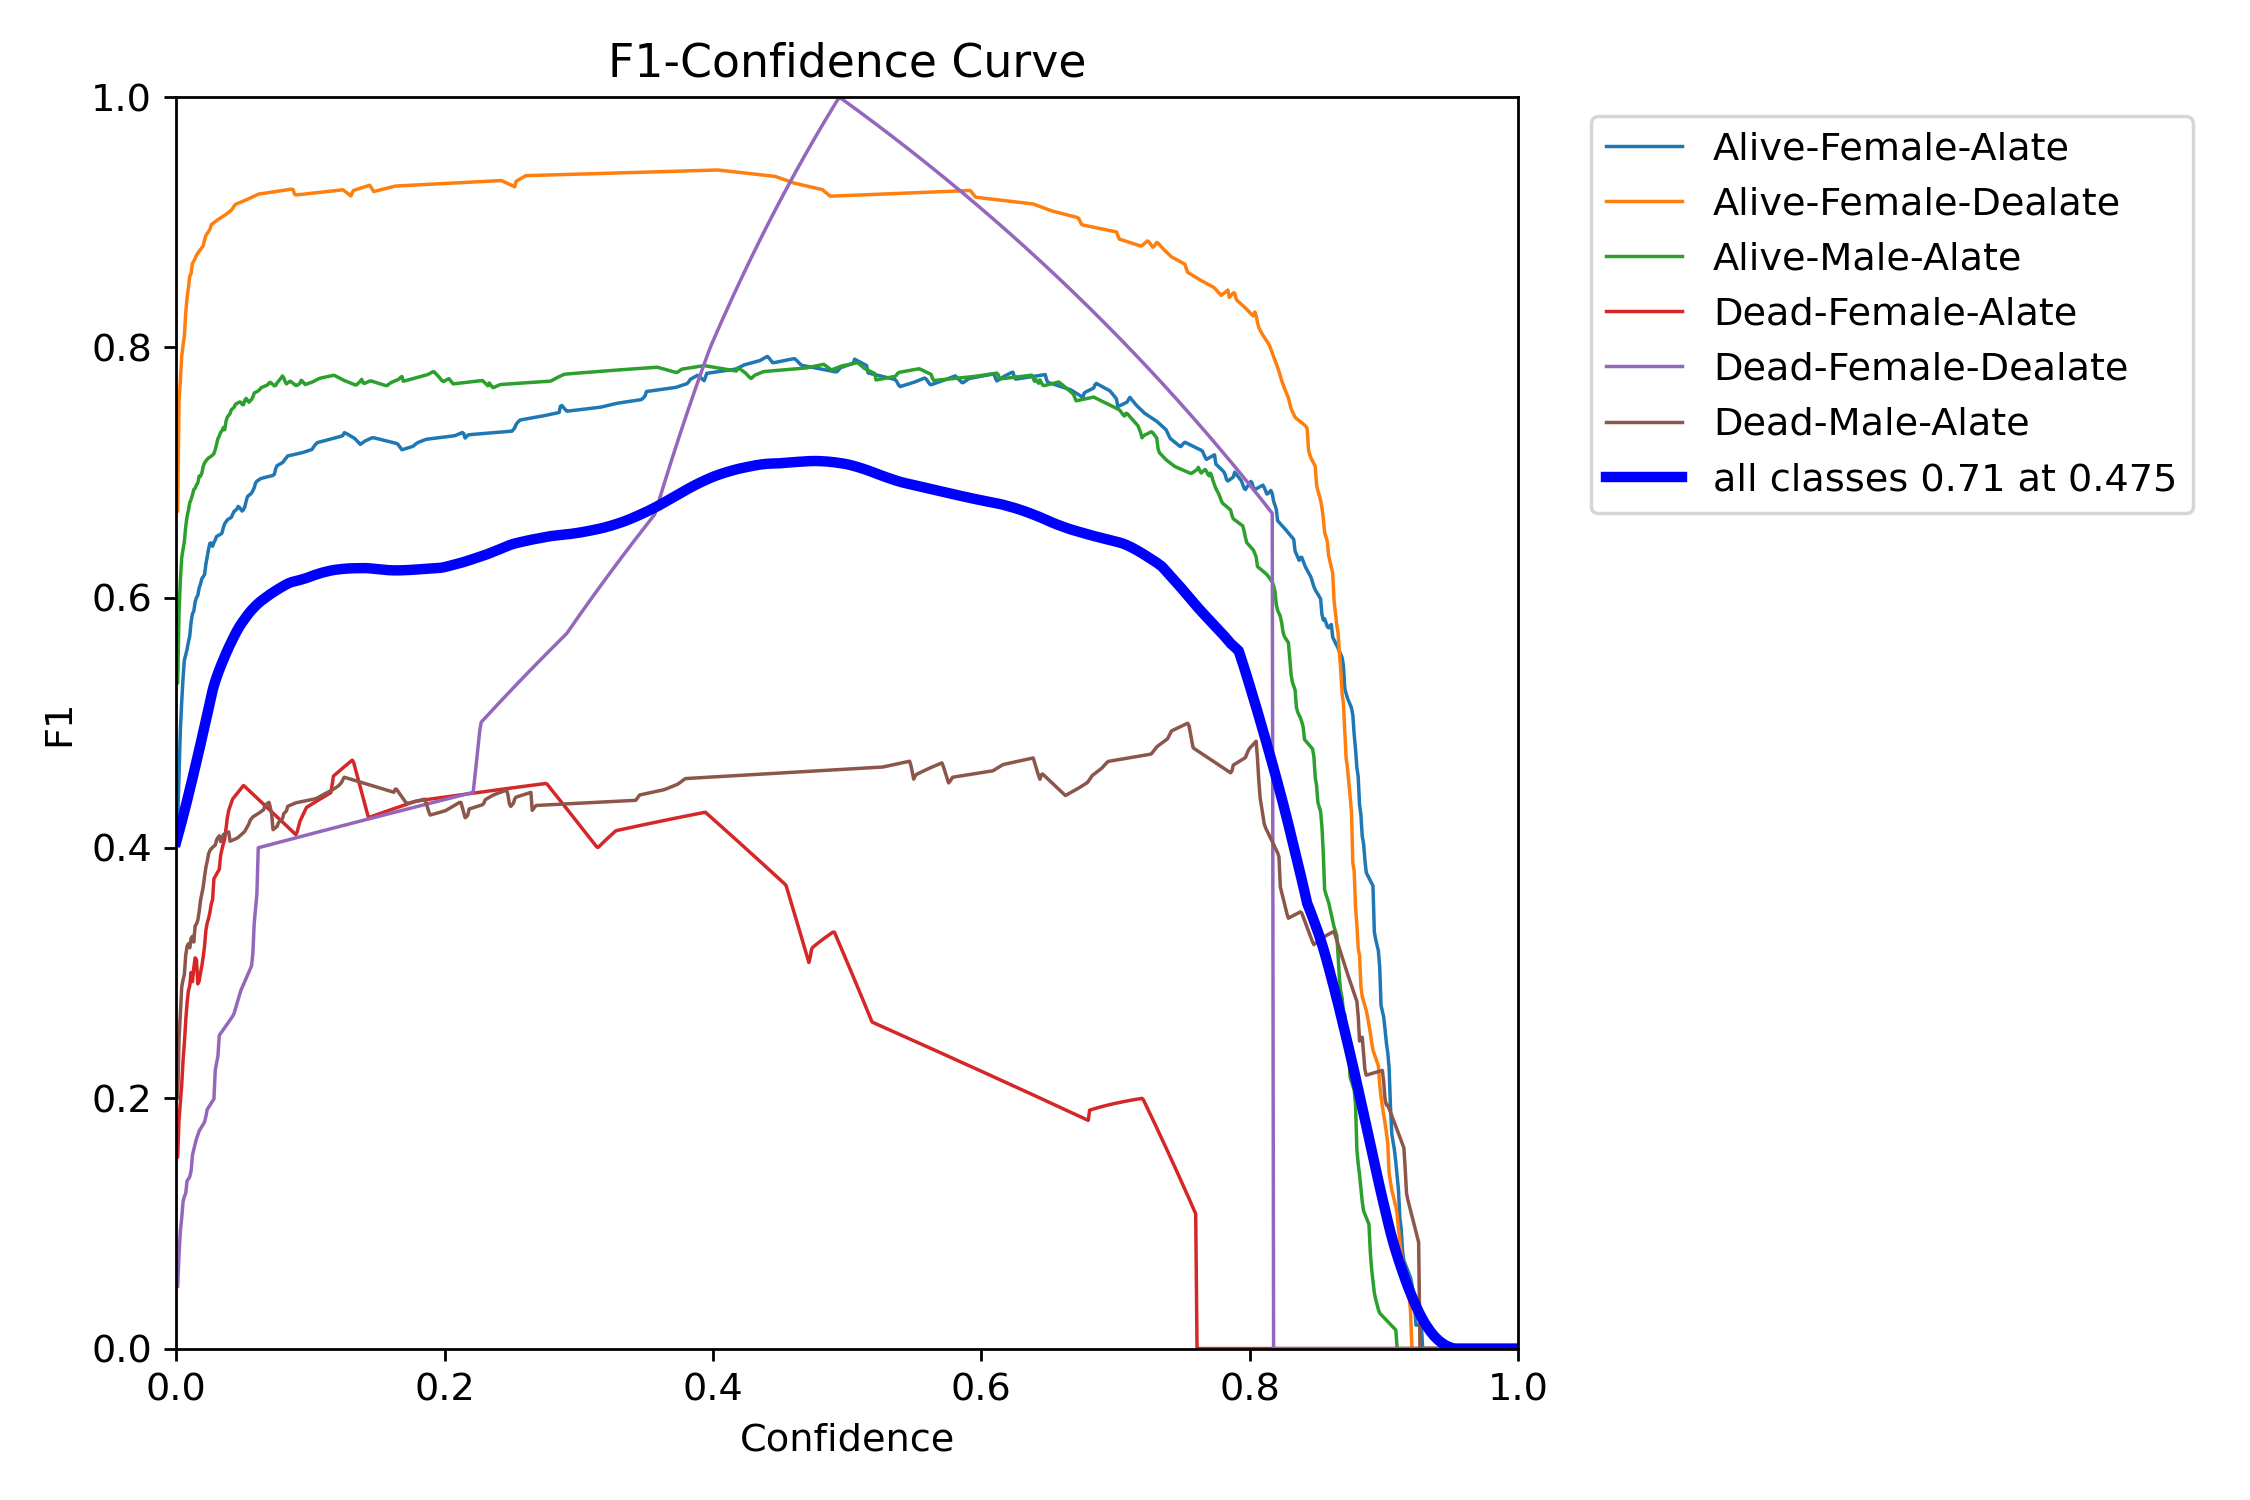 F1-Confidence Curve
1.0
0.8
0.6
0.4
0.2
0.0
F1
0.0 0.2 0.4 0.6 0.8 1.0
Confidence
Alive-Female-Alate
Alive-Female-Dealate
Alive-Male-Alate
Dead-Female-Alate
Dead-Female-Dealate
Dead-Male-Alate
all classes 0.71 at 0.475